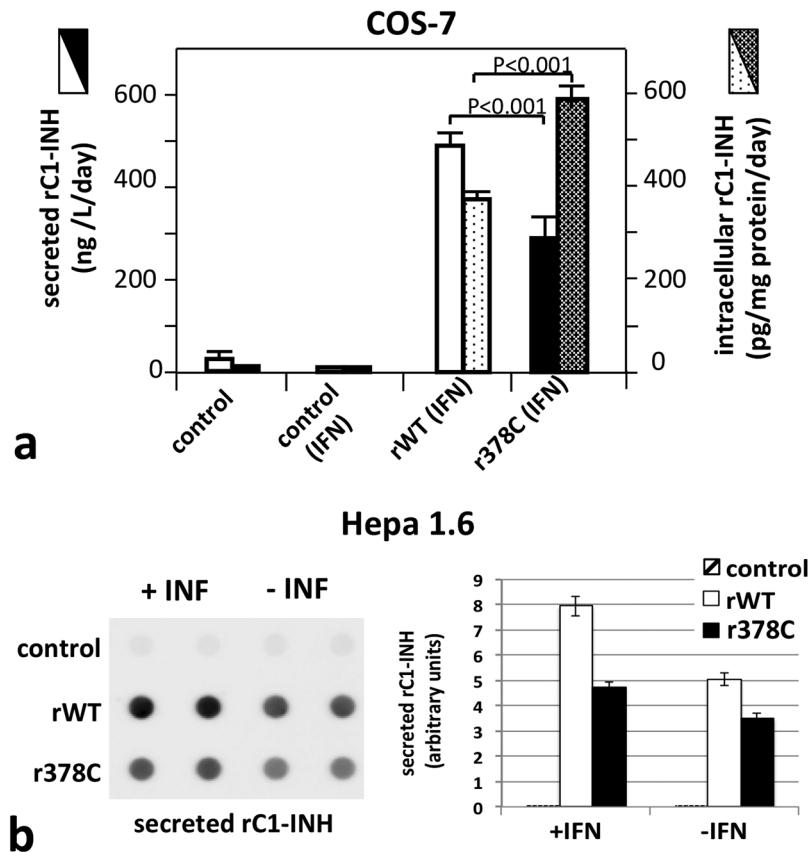 COS-7
secreted rC1-INH
(ng /L/day)
600
400
200
0
P<0.001
P<0.001
600
400
200
0
intracellular rC1-INH
(pg/mg protein/day)
control
control
(IFN)
rWT (IFN)
r378C (IFN)
a
Hepa 1.6
+ INF - INF
control
rWT
r378C
secreted rC1-INH
b
secreted rC1-INH
(arbitrary units)
9
8
7
6
5
4
3
2
1
0
control
rWT
r378C
+IFN -IFN